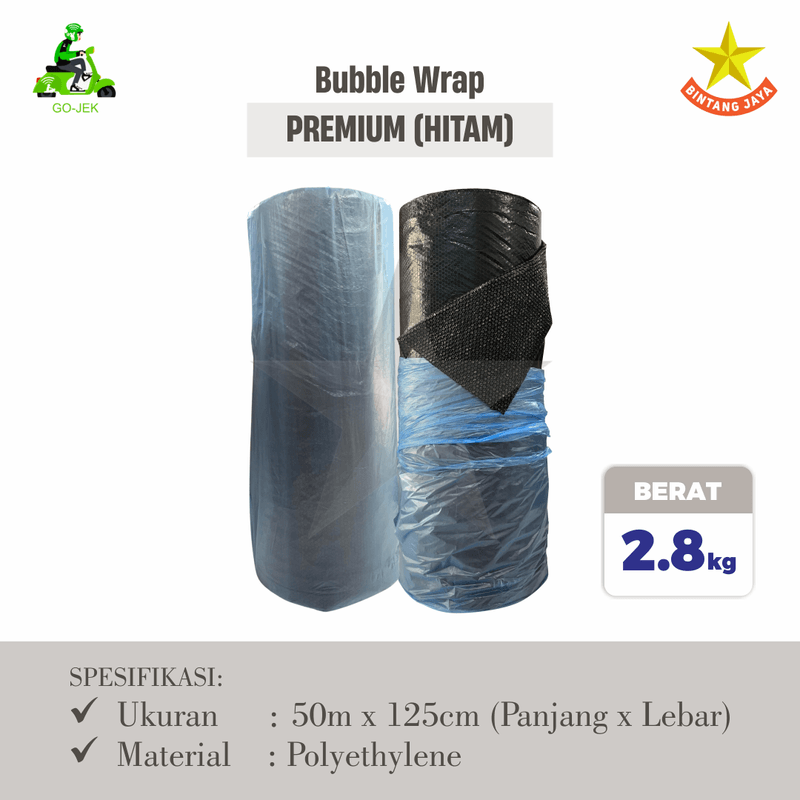 GO-JEK
BINTANG JAYA
Bubble Wrap
PREMIUM (HITAM)
BERAT
2.8kg
SPESIFIKASI:
✓ Ukuran : 50m x 125cm (Panjang x Lebar)
✓ Material : Polyethylene